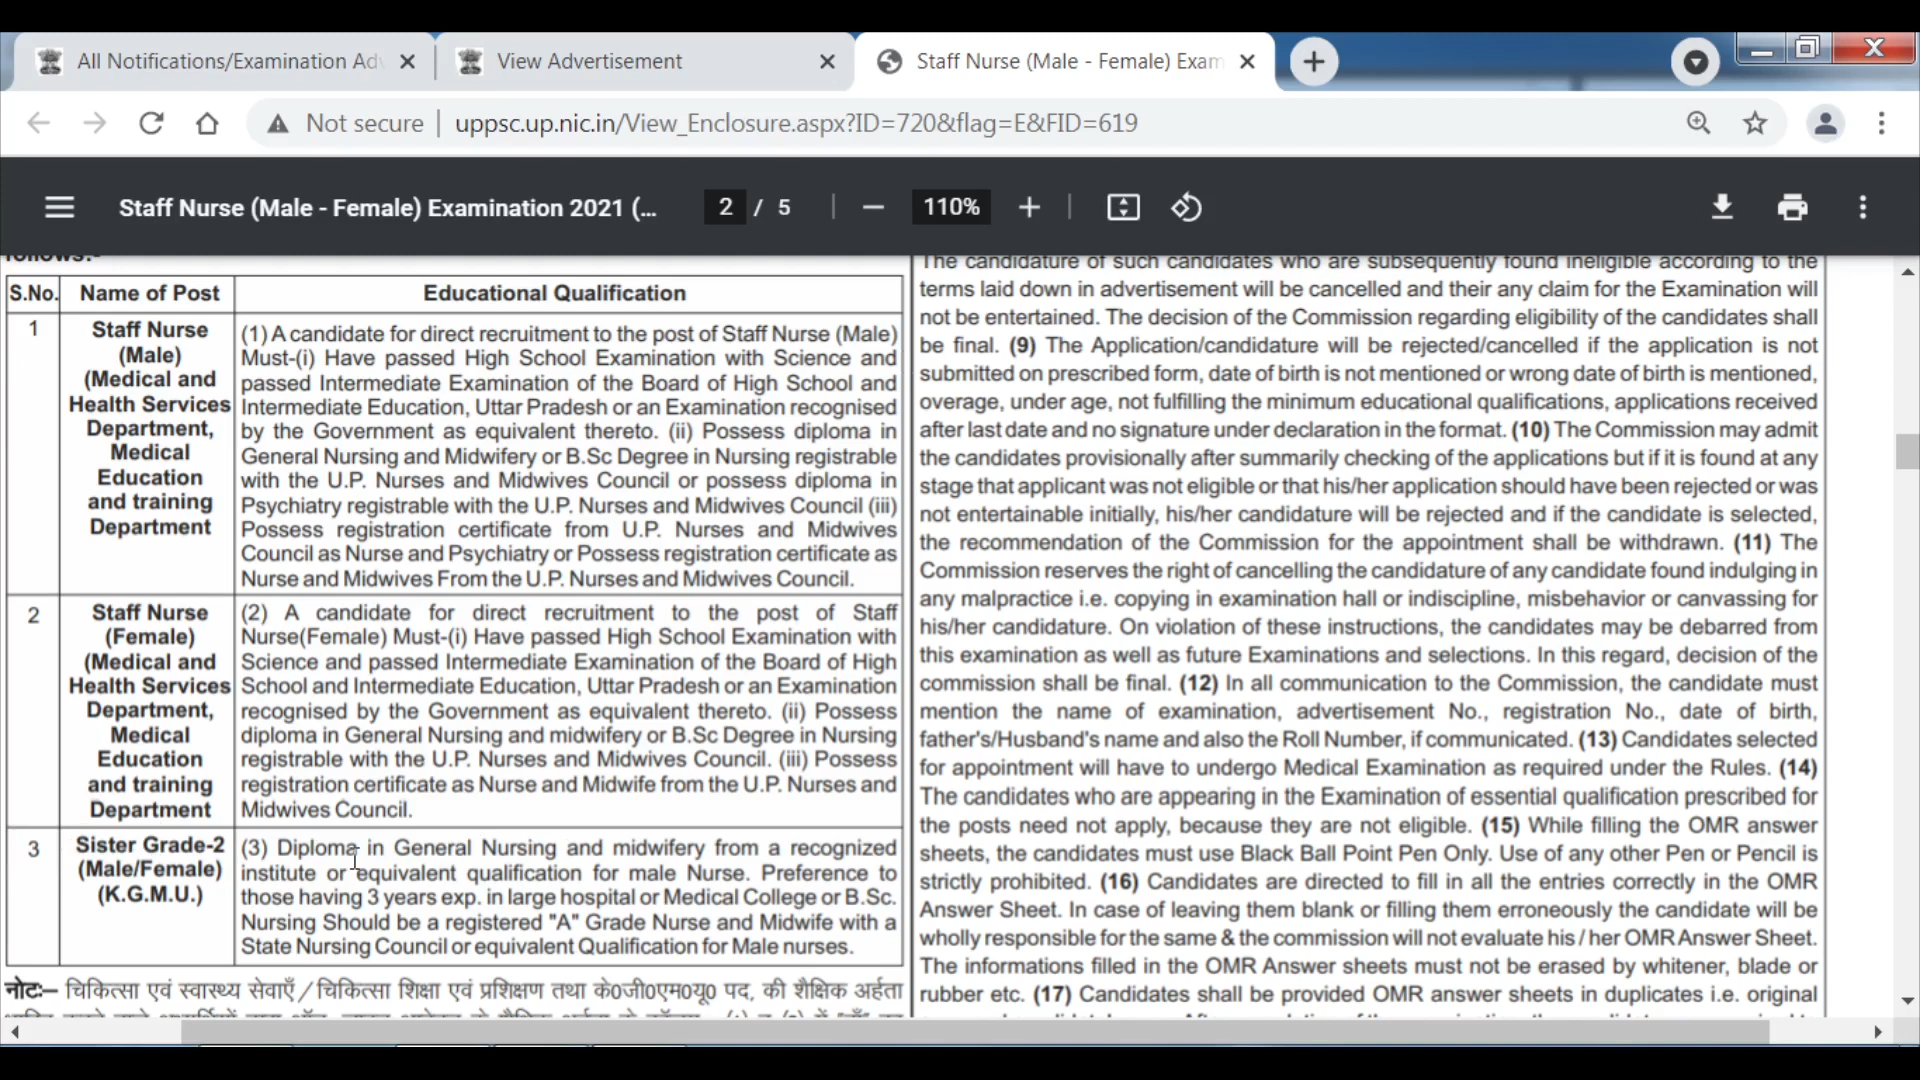 All Notifications/Examination Ad
View Advertisement
Staff Nurse (Male - Female) Exam
Not secure
uppsc.up.nic.in/View_Enclosure.aspx?ID=720&flag=E&FID=619
Staff Nurse (Male - Female) Examination 2021 (...
2 / 5
110%
follows:-
S.No. Name of Post Educational Qualification
1
Staff Nurse
(Male)
(Medical and
Health Services
Department,
Medical
Education
and training
Department
(1) A candidate for direct recruitment to the post of Staff Nurse (Male)
Must-(i) Have passed High School Examination with Science and
passed Intermediate Examination of the Board of High School and
Intermediate Education, Uttar Pradesh or an Examination recognised
by the Government as equivalent thereto. (ii) Possess diploma in
General Nursing and Midwifery or B.Sc Degree in Nursing registrable
with the U.P. Nurses and Midwives Council or possess diploma in
Psychiatry registrable with the U.P. Nurses and Midwives Council (iii)
Possess registration certificate from U.P. Nurses and Midwives
Council as Nurse and Psychiatry or Possess registration certificate as
Nurse and Midwives From the U.P. Nurses and Midwives Council.
2
Staff Nurse
(Female)
(Medical and
Health Services
Department,
Medical
Education
and training
Department
(2) A candidate for direct recruitment to the post of Staff
Nurse(Female) Must-(i) Have passed High School Examination with
Science and passed Intermediate Examination of the Board of High
School and Intermediate Education, Uttar Pradesh or an Examination
recognised by the Government as equivalent thereto. (ii) Possess
diploma in General Nursing and midwifery or B.Sc Degree in Nursing
registrable with the U.P. Nurses and Midwives Council. (iii) Possess
registration certificate as Nurse and Midwife from the U.P. Nurses and
Midwives Council.
3
Sister Grade-2
(Male/Female)
(K.G.M.U.)
(3) Diploma in General Nursing and midwifery from a recognized
institute or equivalent qualification for male Nurse. Preference to
those having 3 years exp. in large hospital or Medical College or B.Sc.
Nursing Should be a registered "A" Grade Nurse and Midwife with a
State Nursing Council or equivalent Qualification for Male nurses.
नोटः– चिकित्सा एवं स्वास्थ्य सेवाएँ/चिकित्सा शिक्षा एवं प्रशिक्षण तथा के0जी0एम0यू0 पद, की शैक्षिक अर्हता
The candidature of such candidates who are subsequently found ineligible according to the
terms laid down in advertisement will be cancelled and their any claim for the Examination will
not be entertained. The decision of the Commission regarding eligibility of the candidates shall
be final. (9) The Application/candidature will be rejected/cancelled if the application is not
submitted on prescribed form, date of birth is not mentioned or wrong date of birth is mentioned,
overage, under age, not fulfilling the minimum educational qualifications, applications received
after last date and no signature under declaration in the format. (10) The Commission may admit
the candidates provisionally after summarily checking of the applications but if it is found at any
stage that applicant was not eligible or that his/her application should have been rejected or was
not entertainable initially, his/her candidature will be rejected and if the candidate is selected,
the recommendation of the Commission for the appointment shall be withdrawn. (11) The
Commission reserves the right of cancelling the candidature of any candidate found indulging in
any malpractice i.e. copying in examination hall or indiscipline, misbehavior or canvassing for
his/her candidature. On violation of these instructions, the candidates may be debarred from
this examination as well as future Examinations and selections. In this regard, decision of the
commission shall be final. (12) In all communication to the Commission, the candidate must
mention the name of examination, advertisement No., registration No., date of birth,
father's/Husband's name and also the Roll Number, if communicated. (13) Candidates selected
for appointment will have to undergo Medical Examination as required under the Rules. (14)
The candidates who are appearing in the Examination of essential qualification prescribed for
the posts need not apply, because they are not eligible. (15) While filling the OMR answer
sheets, the candidates must use Black Ball Point Pen Only. Use of any other Pen or Pencil is
strictly prohibited. (16) Candidates are directed to fill in all the entries correctly in the OMR
Answer Sheet. In case of leaving them blank or filling them erroneously the candidate will be
wholly responsible for the same & the commission will not evaluate his / her OMR Answer Sheet.
The informations filled in the OMR Answer sheets must not be erased by whitener, blade or
rubber etc. (17) Candidates shall be provided OMR answer sheets in duplicates i.e. original